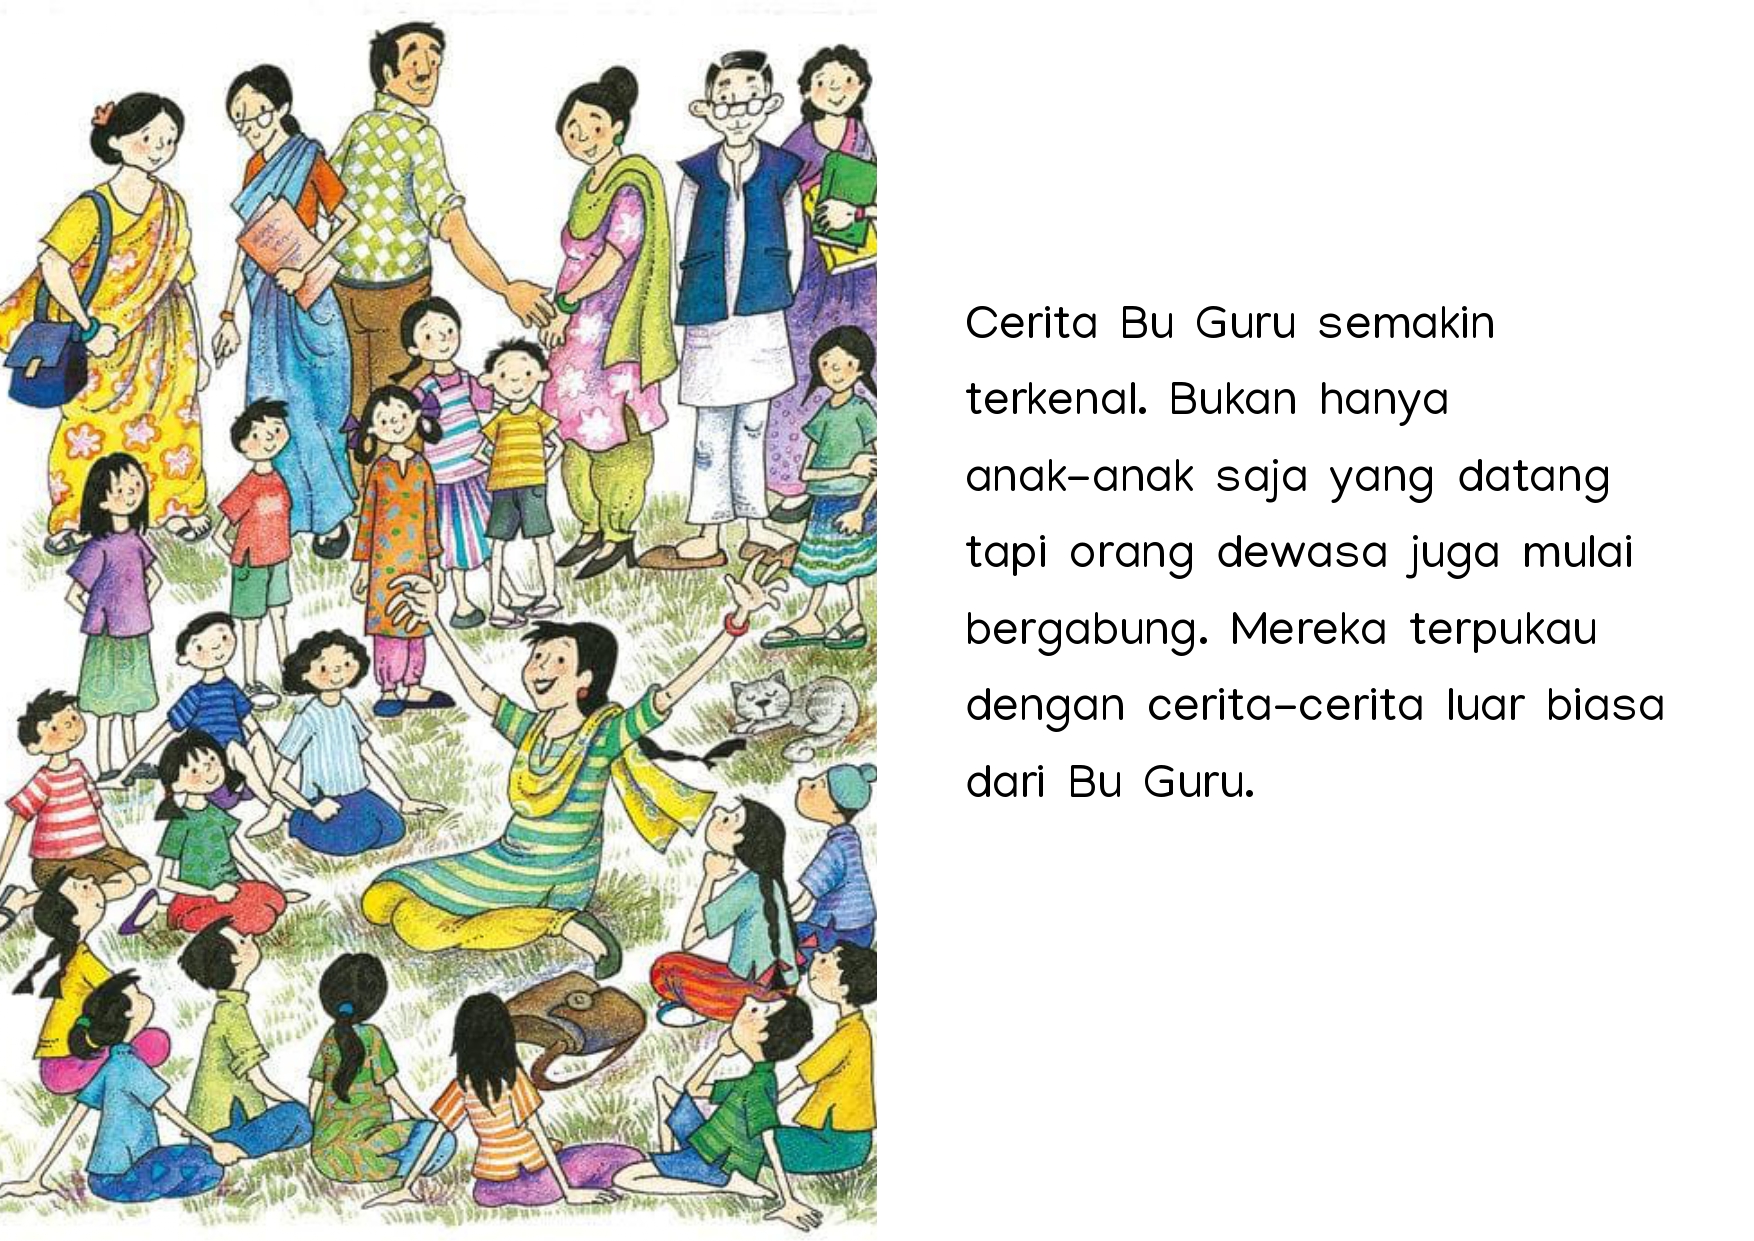 Cerita Bu Guru semakin
terkenal. Bukan hanya
anak-anak saja yang datang
tapi orang dewasa juga mulai
bergabung. Mereka terpukau
dengan cerita-cerita luar biasa
dari Bu Guru.